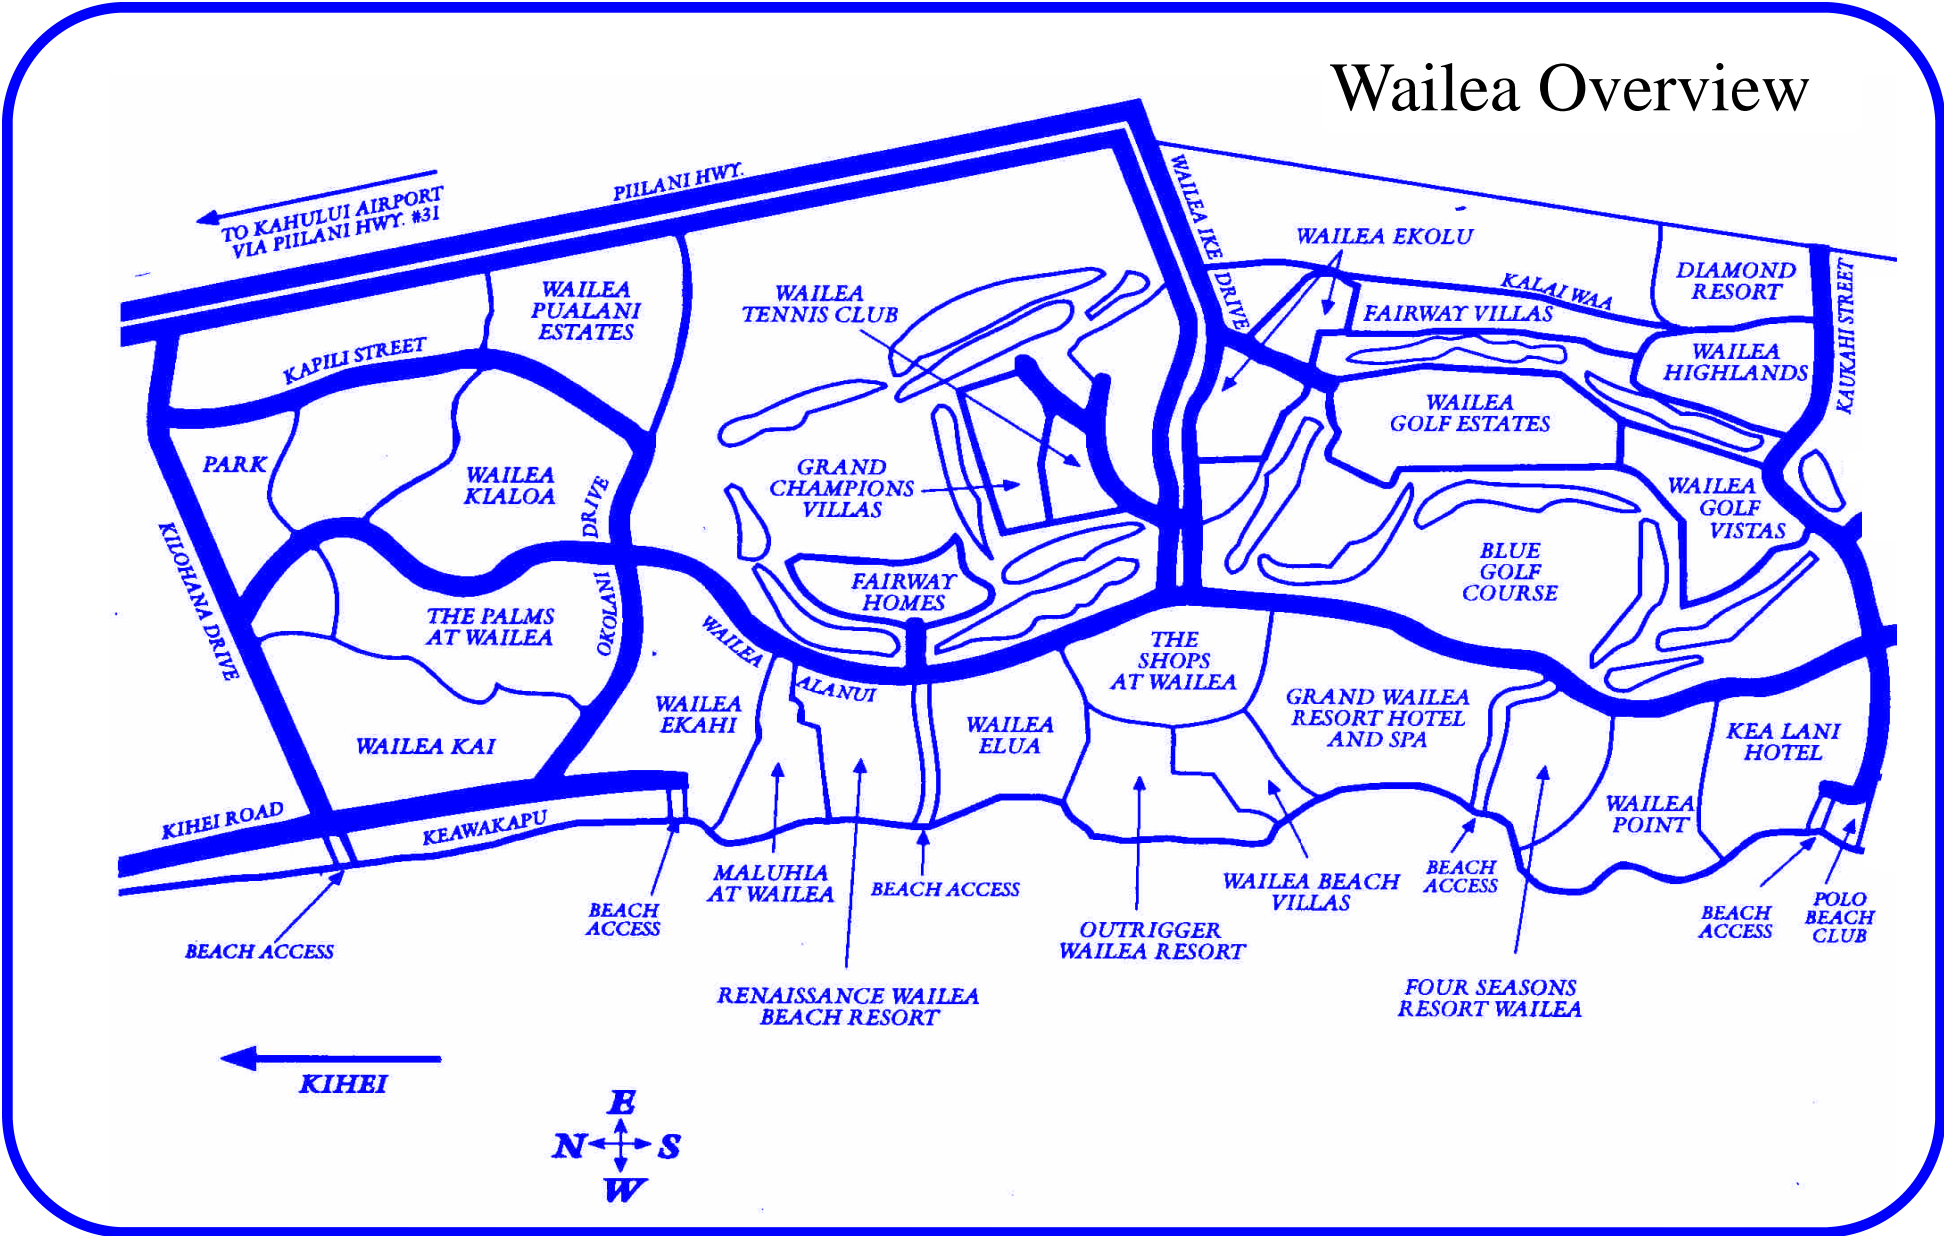 Wailea Overview
PIILANI HWY.
TO KAHULUI AIRPORT
VIA PIILANI HWY. #31
WAILEA IKE DRIVE
WAILEA EKOLU
KALAI WAA
DIAMOND
RESORT
KAUKAHI STREET
WAILEA
PUALANI
ESTATES
WAILEA
TENNIS CLUB
FAIRWAY VILLAS
KAPILI STREET
WAILEA
HIGHLANDS
WAILEA
GOLF ESTATES
PARK
WAILEA
KIALOA
GRAND
CHAMPIONS
VILLAS
WAILEA
GOLF
VISTAS
OKOLANI DRIVE
KILOHANA DRIVE
BLUE
GOLF
COURSE
FAIRWAY
HOMES
THE PALMS
AT WAILEA
WAILEA ALANUI
THE
SHOPS
AT WAILEA
WAILEA
EKAHI
WAILEA
ELUA
GRAND WAILEA
RESORT HOTEL
AND SPA
KEA LANI
HOTEL
WAILEA KAI
WAILEA
POINT
KIHEI ROAD
KEAWAKAPU
MALUHIA
AT WAILEA
BEACH ACCESS
WAILEA BEACH
VILLAS
BEACH
ACCESS
BEACH
ACCESS
BEACH
ACCESS
POLO
BEACH
CLUB
BEACH ACCESS
OUTRIGGER
WAILEA RESORT
RENAISSANCE WAILEA
BEACH RESORT
FOUR SEASONS
RESORT WAILEA
KIHEI
E
N S
W